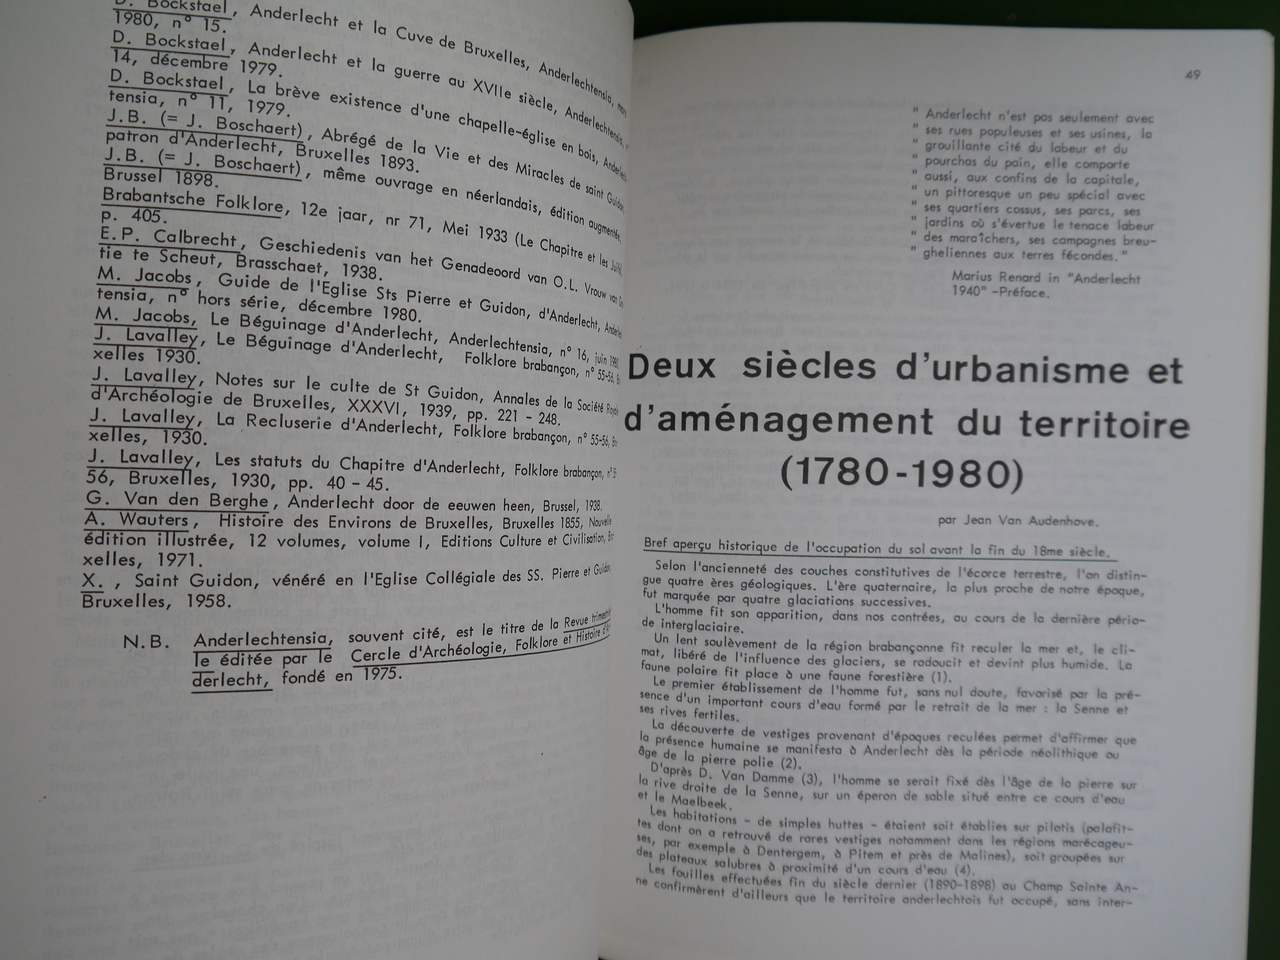 D. Bockstael, Anderlecht et la Cuve de Bruxelles, Anderlechtensia,
1980, n° 15.
D. Bockstael, Anderlecht et la guerre au XVIIe siècle, Anderlechtensia,
14, décembre 1979.
D. Bockstael, La brève existence d'une chapelle-église en bois,
tensia, n° 11, 1979.
J.B. (= J. Boschaert), Abrégé de la Vie et des Miracles de saint Guidon,
patron d'Anderlecht, Bruxelles 1893.
J.B. (= J. Boschaert), même ouvrage en néerlandais, édition augmentée,
Brussel 1898.
Brabantse Folklore, 12e jaar, nr 71, Mei 1933 (Le Chapitre et les
p. 405.
E.P. Calbrecht, Geschiedenis van het Genadeoord van O.L. Vrouw van
tie te Scheut, Brasschaet, 1938.
M. Jacobs, Guide de l'Eglise Sts Pierre et Guidon, d'Anderlecht,
tensia, n° hors série, décembre 1980.
M. Jacobs, Le Béguinage d'Anderlecht, Anderlechtensia, n° 16, juin
J. Lavalley, Le Béguinage d'Anderlecht, Folklore brabançon, n° 55-56,
xelles 1930.
J. Lavalley, Notes sur le culte de St Guidon, Annales de la Société
d'Archéologie de Bruxelles, XXXVI, 1939, pp. 221 - 248.
J. Lavalley, La Recluserie d'Anderlecht, Folklore brabançon, n° 55-56,
xelles, 1930.
J. Lavalley, Les statuts du Chapitre d'Anderlecht, Folklore brabançon,
56, Bruxelles, 1930, pp. 40 - 45.
G. Van den Berghe, Anderlecht door de eeuwen heen, Brussel, 1938.
A. Wauters, Histoire des Environs de Bruxelles, Bruxelles 1855, Nouvelle
édition illustrée, 12 volumes, volume I, Editions Culture et Civilisation,
xelles, 1971.
X. , Saint Guidon, vénéré en l'Eglise Collégiale des SS. Pierre et Guidon,
Bruxelles, 1958.
N.B. Anderlechtensia, souvent cité, est le titre de la Revue
le éditée par le Cercle d'Archéologie, Folklore et Histoire
derlecht, fondé en 1975.
49
" Anderlecht n'est pas seulement avec
" ses rues populeuses et ses usines, la
" grouillante cité du labeur et du
" pourchas du pain, elle comporte
" aussi, aux confins de la capitale,
" un pittoresque un peu spécial avec
" ses quartiers cossus, ses parcs, ses
" jardins où s'évertue le tenace labeur
" des maraîchers, ses campagnes breu-
" gheliennes aux terres fécondes."
Marius Renard in "Anderlecht
1940" -Préface.
Deux siècles d'urbanisme et
d'aménagement du territoire
(1780-1980)
par Jean Van Audenhove.
Bref aperçu historique de l'occupation du sol avant la fin du 18me siècle.
Selon l'ancienneté des couches constitutives de l'écorce terrestre, l'on distin-
gue quatre ères géologiques. L'ère quaternaire, la plus proche de notre époque,
fut marquée par quatre glaciations successives.
L'homme fit son apparition, dans nos contrées, au cours de la dernière pério-
de interglaciaire.
Un lent soulèvement de la région brabançonne fit reculer la mer et, le cli-
mat, libéré de l'influence des glaciers, se radoucit et devint plus humide. La
faune polaire fit place à une faune forestière (1).
Le premier établissement de l'homme fut, sans nul doute, favorisé par la pré-
sence d'un important cours d'eau formé par le retrait de la mer : la Senne et
ses rives fertiles.
La découverte de vestiges provenant d'époques reculées permet d'affirmer que
la présence humaine se manifesta à Anderlecht dès la période néolithique ou
âge de la pierre polie (2).
D'après D. Van Damme (3), l'homme se serait fixé dès l'âge de la pierre sur
la rive droite de la Senne, sur un éperon de sable situé entre ce cours d'eau
et le Maelbeek.
Les habitations - de simples huttes - étaient soit établies sur pilotis (palafit-
tes dont on a retrouvé de rares vestiges notamment dans les régions marécageu-
ses, par exemple à Dentergem, à Pitem et près de Malines), soit groupées sur
des plateaux salubres à proximité d'un cours d'eau (4).
Les fouilles effectuées fin du siècle dernier (1890-1898) au Champ Sainte An-
ne confirmèrent d'ailleurs que le territoire anderlechtois fut occupé, sans inter-